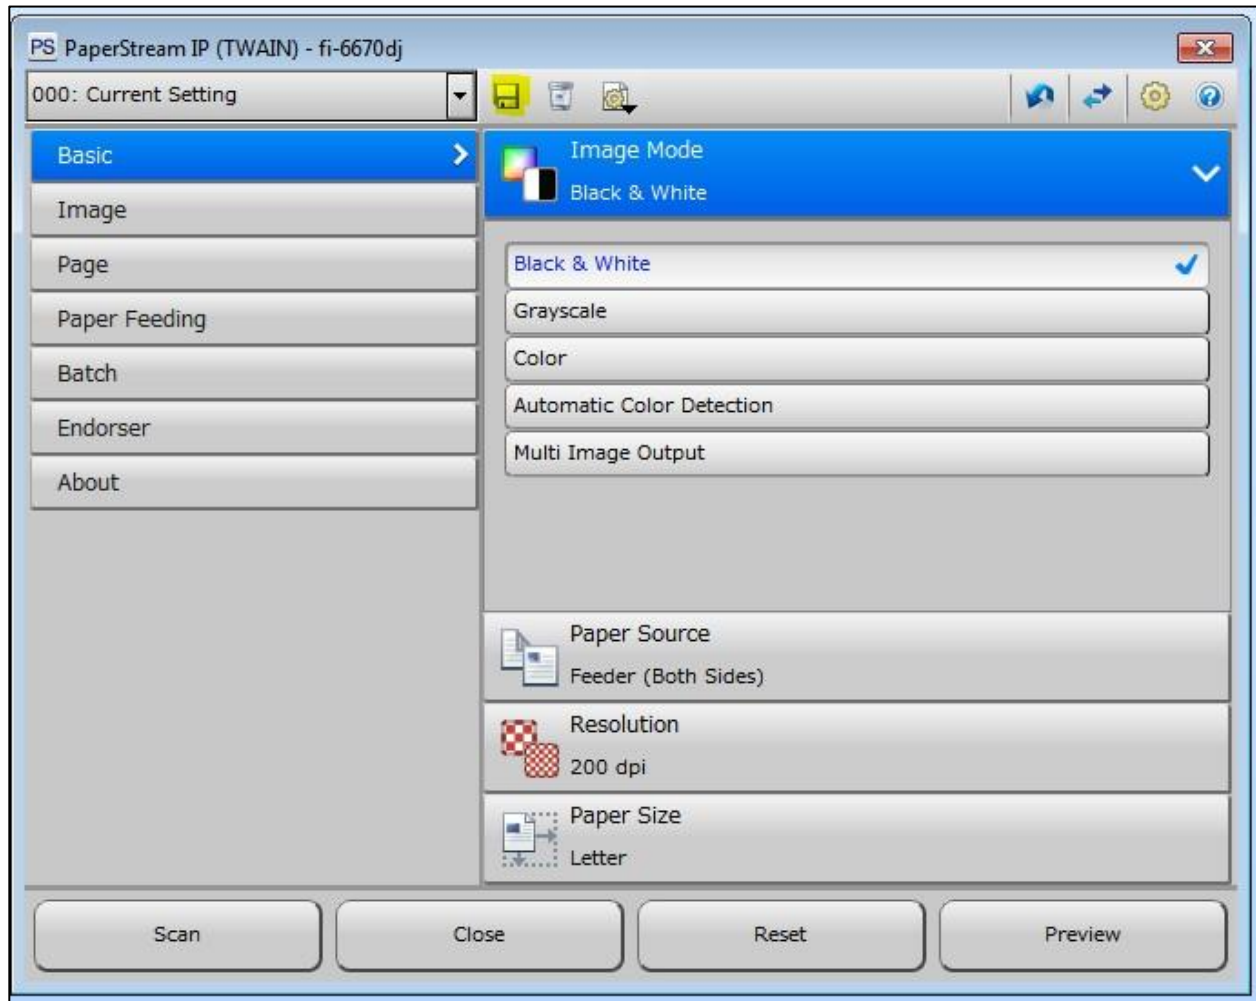 PS PaperStream IP (TWAIN) - fi-6670dj
000: Current Setting
Basic
Image
Page
Paper Feeding
Batch
Endorser
About
Image Mode
Black & White
Black & White
Grayscale
Color
Automatic Color Detection
Multi Image Output
Paper Source
Feeder (Both Sides)
Resolution
200 dpi
Paper Size
Letter
Scan
Close
Reset
Preview